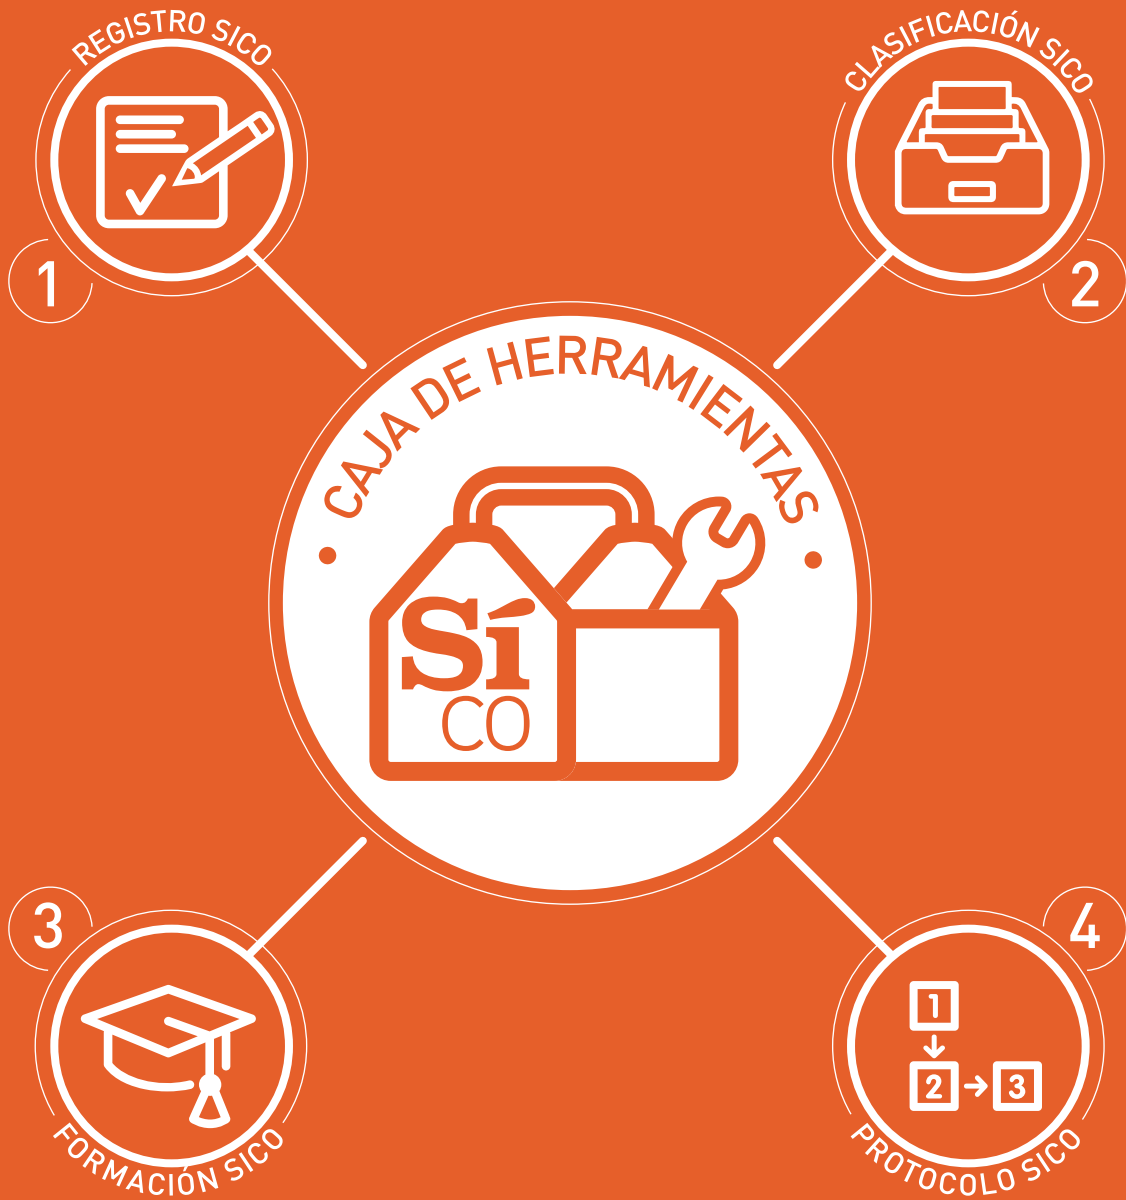 REGISTRO SICO
1
CLASIFICACIÓN SICO
2
CAJA DE HERRAMIENTAS
Sí
CO
3
FORMACIÓN SICO
4
1
2
3
PROTOCOLO SICO